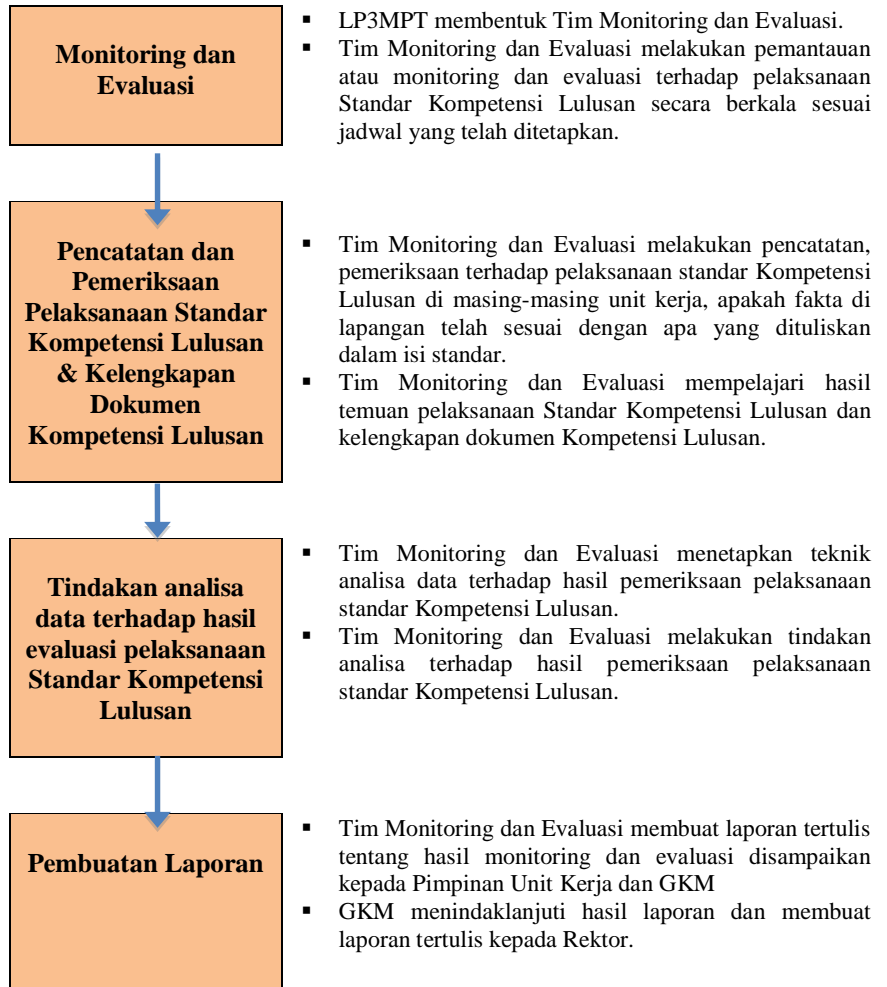 Monitoring dan
Evaluasi
▪ LP3MPT membentuk Tim Monitoring dan Evaluasi.
▪ Tim Monitoring dan Evaluasi melakukan pemantauan
atau monitoring dan evaluasi terhadap pelaksanaan
Standar Kompetensi Lulusan secara berkala sesuai
jadwal yang telah ditetapkan.
Pencatatan dan
Pemeriksaan
Pelaksanaan Standar
Kompetensi Lulusan
& Kelengkapan
Dokumen
Kompetensi Lulusan
▪ Tim Monitoring dan Evaluasi melakukan pencatatan,
pemeriksaan terhadap pelaksanaan standar Kompetensi
Lulusan di masing-masing unit kerja, apakah fakta di
lapangan telah sesuai dengan apa yang dituliskan
dalam isi standar.
▪ Tim Monitoring dan Evaluasi mempelajari hasil
temuan pelaksanaan Standar Kompetensi Lulusan dan
kelengkapan dokumen Kompetensi Lulusan.
Tindakan analisa
data terhadap hasil
evaluasi pelaksanaan
Standar Kompetensi
Lulusan
▪ Tim Monitoring dan Evaluasi menetapkan teknik
analisa data terhadap hasil pemeriksaan pelaksanaan
standar Kompetensi Lulusan.
▪ Tim Monitoring dan Evaluasi melakukan tindakan
analisa terhadap hasil pemeriksaan pelaksanaan
standar Kompetensi Lulusan.
Pembuatan Laporan
▪ Tim Monitoring dan Evaluasi membuat laporan tertulis
tentang hasil monitoring dan evaluasi disampaikan
kepada Pimpinan Unit Kerja dan GKM
▪ GKM menindaklanjuti hasil laporan dan membuat
laporan tertulis kepada Rektor.